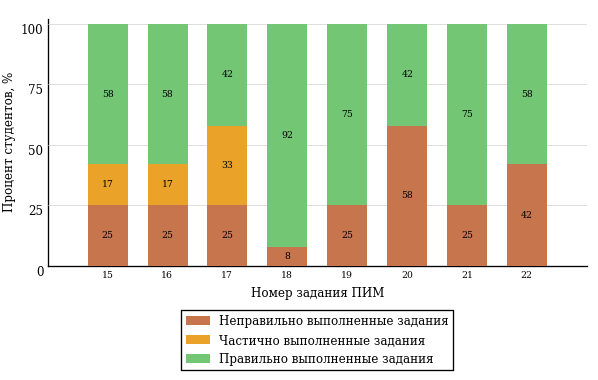 Процент студентов, %
100
75
50
25
0
58 58 42 92 75 42 75 58
17 17 33
25 25 25 8 25 58 25 42
15 16 17 18 19 20 21 22
Номер задания ПИМ
Неправильно выполненные задания
Частично выполненные задания
Правильно выполненные задания